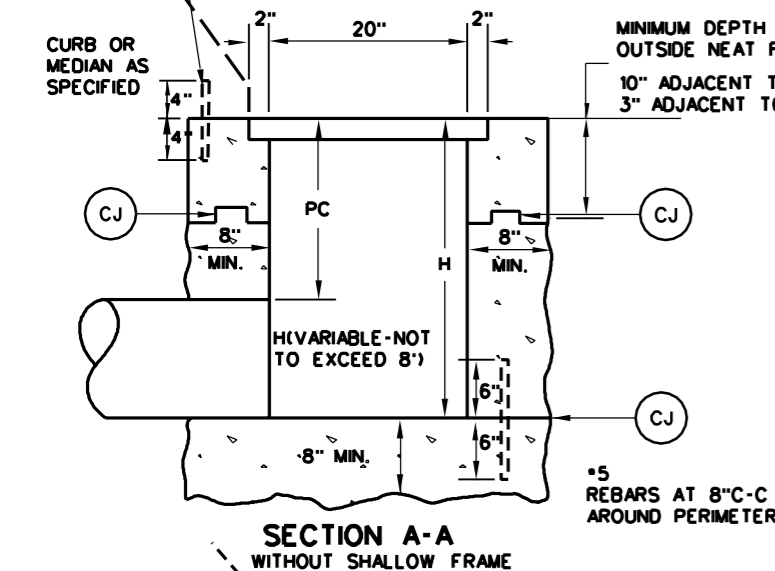 2"
20"
2"
CURB OR
MEDIAN AS
SPECIFIED
MINIMUM DEPTH
OUTSIDE NEAT
10" ADJACENT
3" ADJACENT
4"
4"
CJ
PC
CJ
8"
MIN.
H
8"
MIN.
H(VARIABLE-NOT
TO EXCEED 8')
6"
CJ
6"
8" MIN.
•5
REBARS AT 8"C-C
AROUND PERIMETER
SECTION A-A
WITHOUT SHALLOW FRAME